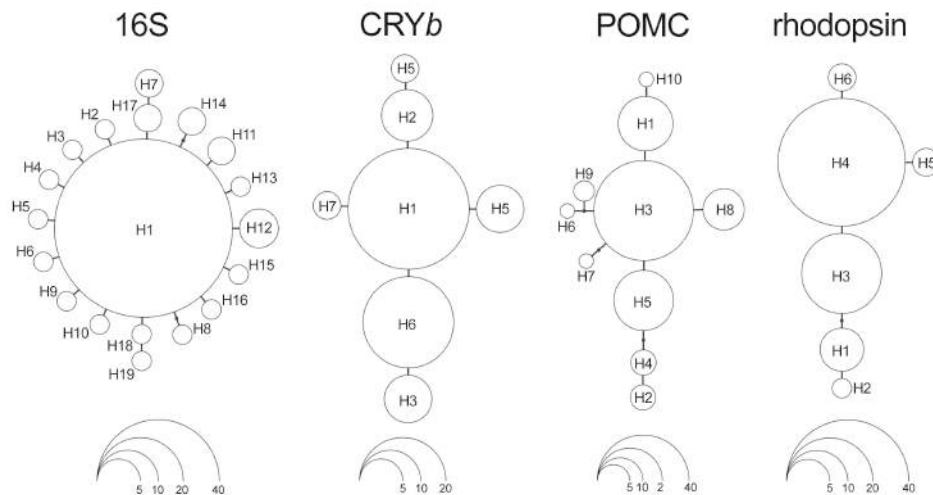 16S CRYb POMC rhodopsin
H7
H17
H14
H2
H11
H3
H13
H4
H1
H12
H5
H15
H6
H16
H9
H8
H10
H18
H19
5 10 20 40
H5
H2
H7
H1
H5
H6
H3
5 10 20
H10
H1
H9
H3
H8
H6
H7
H5
H4
H2
5 10 2 40
H6
H4
H5
H3
H1
H2
5 10 20 40